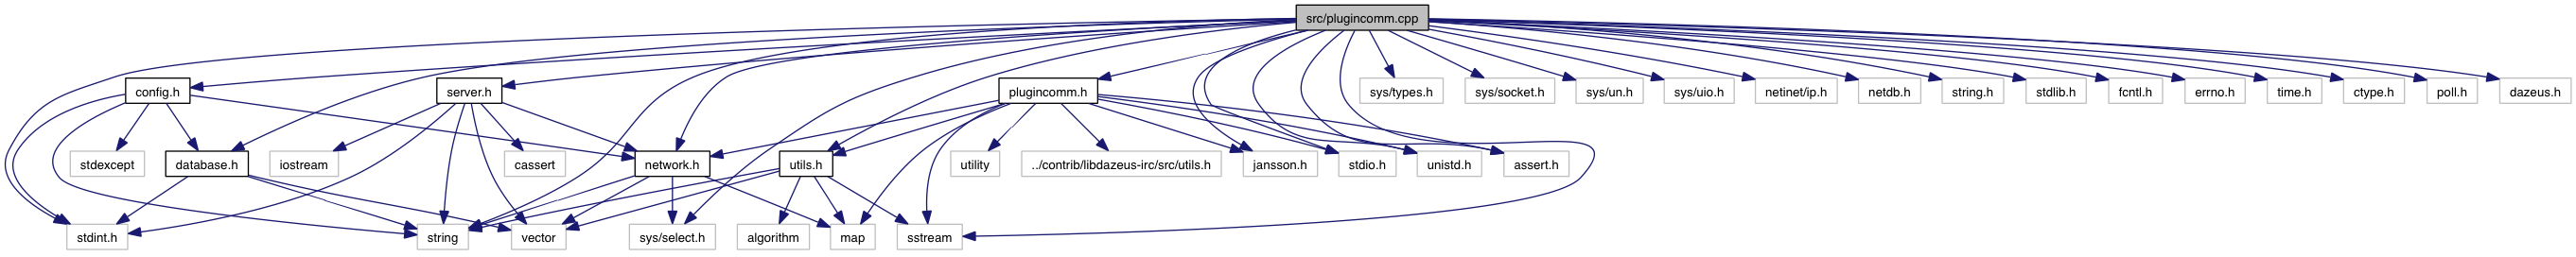 src/plugincomm.cpp
config.h
server.h
plugincomm.h
sys/types.h
sys/socket.h
sys/un.h
sys/uio.h
netinet/ip.h
netdb.h
string.h
stdlib.h
fcntl.h
errno.h
time.h
ctype.h
poll.h
dazeus.h
stdexcept
database.h
iostream
cassert
network.h
utils.h
utility
../contrib/libdazeus-irc/src/utils.h
jansson.h
stdio.h
unistd.h
assert.h
stdint.h
string
vector
sys/select.h
algorithm
map
sstream